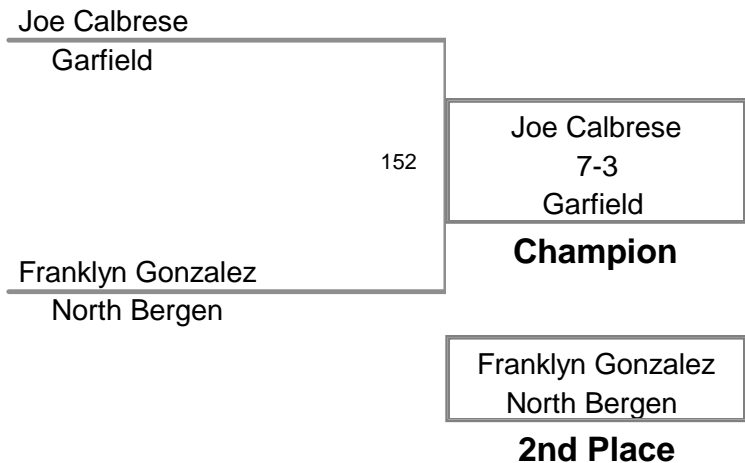 Joe Calbrese
Garfield
152
Joe Calbrese
7-3
Garfield
Champion
Franklyn Gonzalez
North Bergen
Franklyn Gonzalez
North Bergen
2nd Place